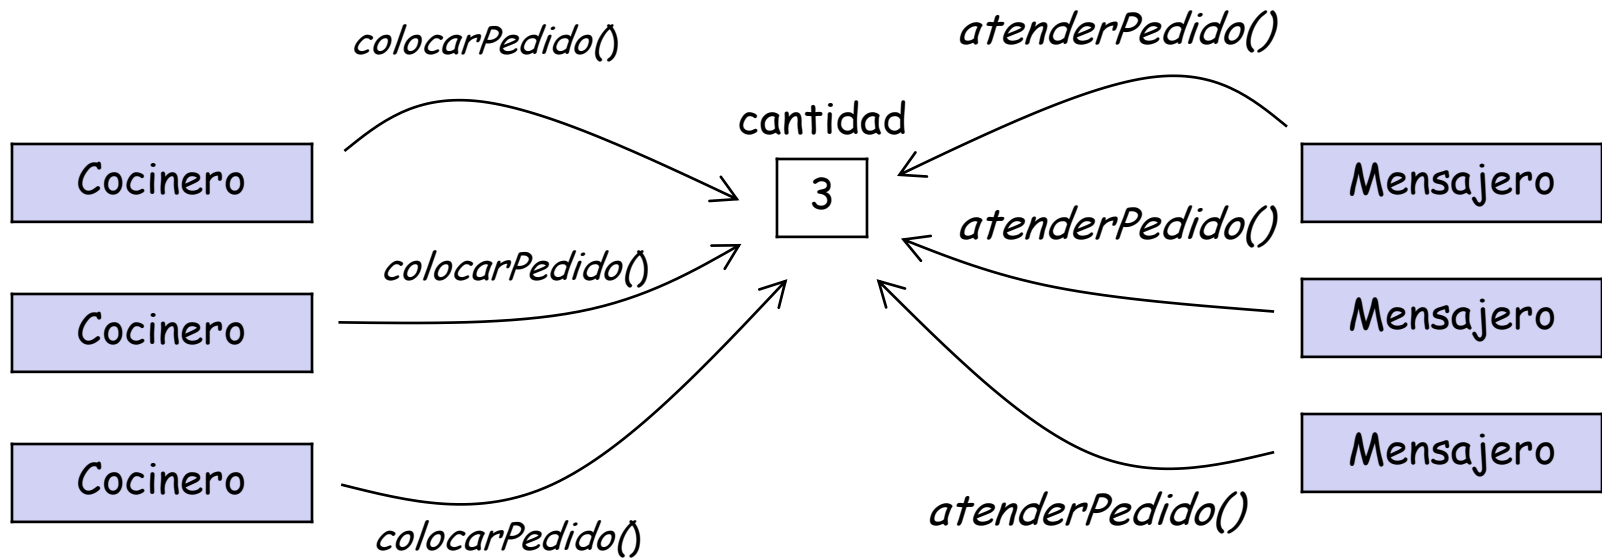 colocarPedido()
atenderPedido()
cantidad
Cocinero
3
Mensajero
colocarPedido()
atenderPedido()
Cocinero
Mensajero
Cocinero
Mensajero
colocarPedido()
atenderPedido()